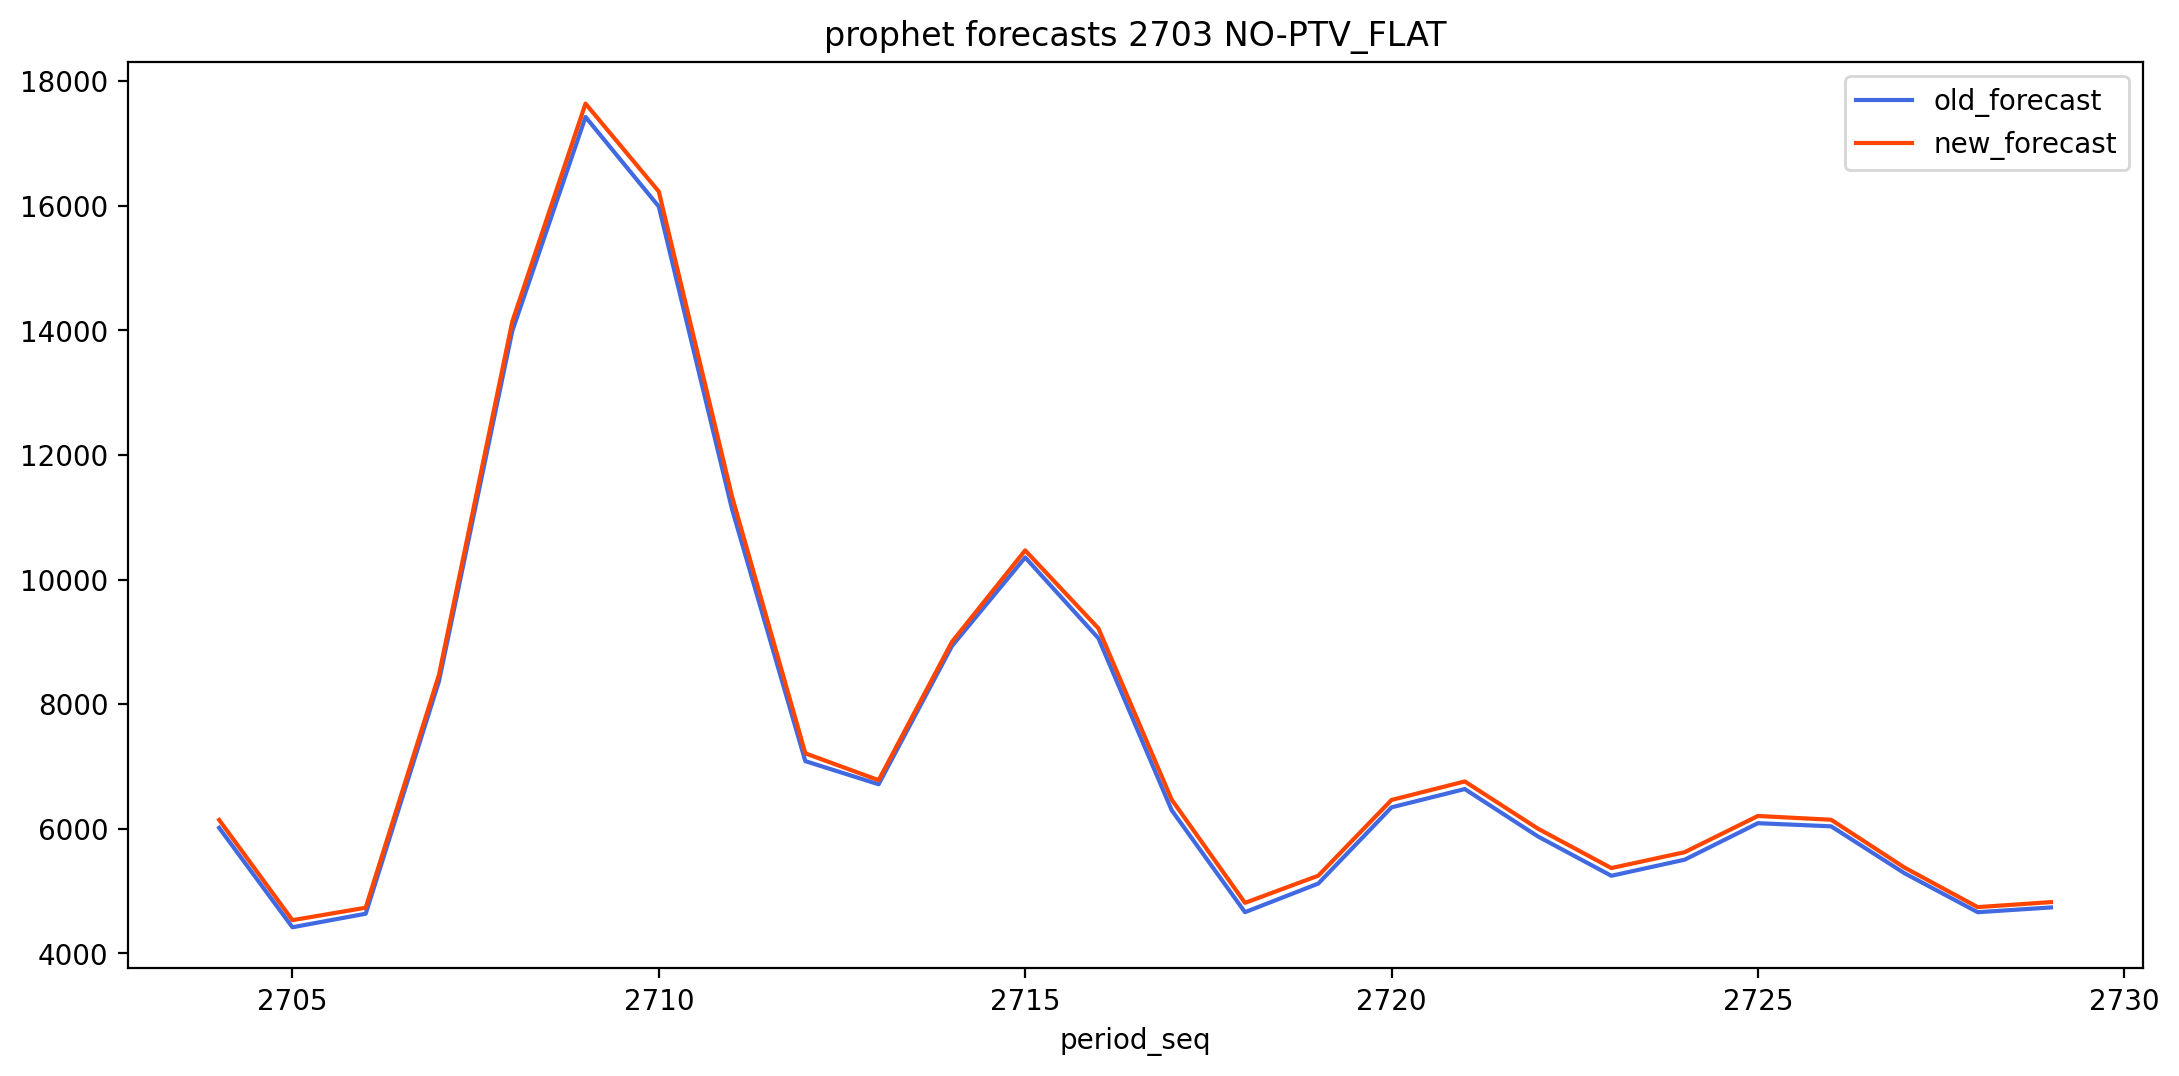 prophet forecasts 2703 NO-PTV_FLAT
old_forecast
new_forecast
18000
16000
14000
12000
10000
8000
6000
4000
2705 2710 2715 2720 2725 2730
period_seq